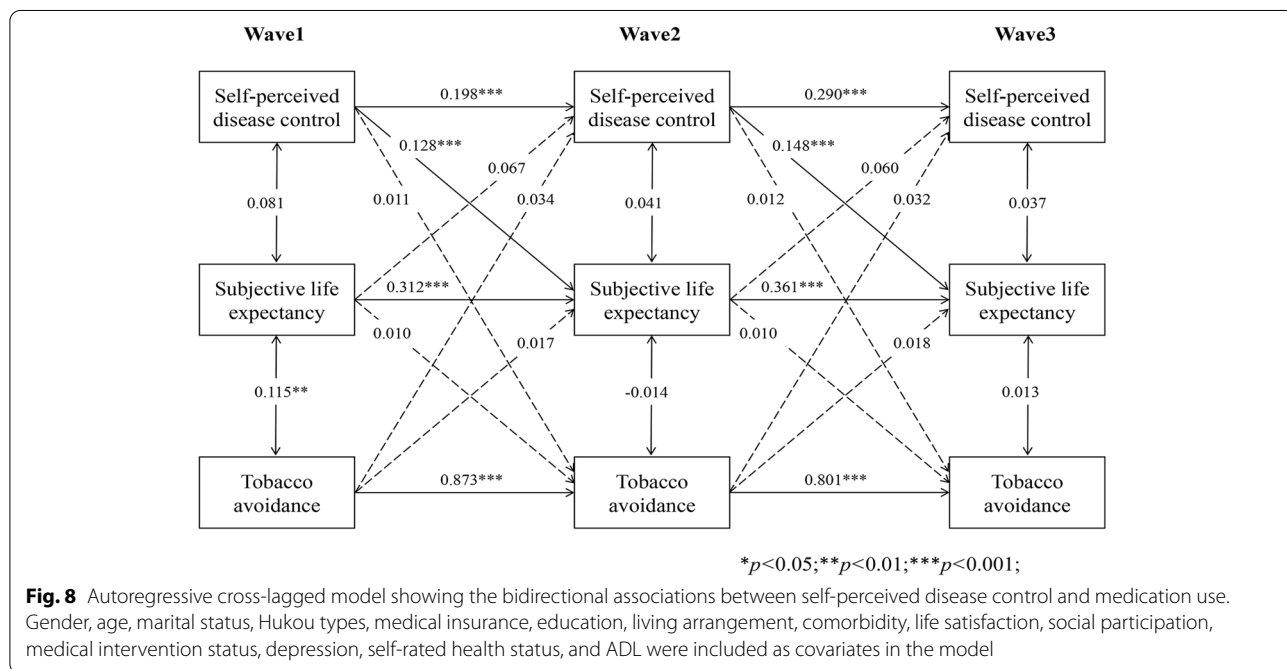 Wave1 Wave2 Wave3
Self-perceived
disease control
Self-perceived
disease control
Self-perceived
disease control
0.198***
0.290***
0.128***
0.148***
0.067
0.060
0.011
0.034
0.012
0.032
0.081
0.041
0.037
Subjective life
expectancy
Subjective life
expectancy
Subjective life
expectancy
0.312***
0.361***
0.010
0.017
0.010
0.018
0.115**
-0.014
0.013
Tobacco
avoidance
Tobacco
avoidance
Tobacco
avoidance
0.873***
0.801***
*p<0.05;**p<0.01;***p<0.001;
Fig. 8 Autoregressive cross-lagged model showing the bidirectional associations between self-perceived disease control and medication use.
Gender, age, marital status, Hukou types, medical insurance, education, living arrangement, comorbidity, life satisfaction, social participation,
medical intervention status, depression, self-rated health status, and ADL were included as covariates in the model